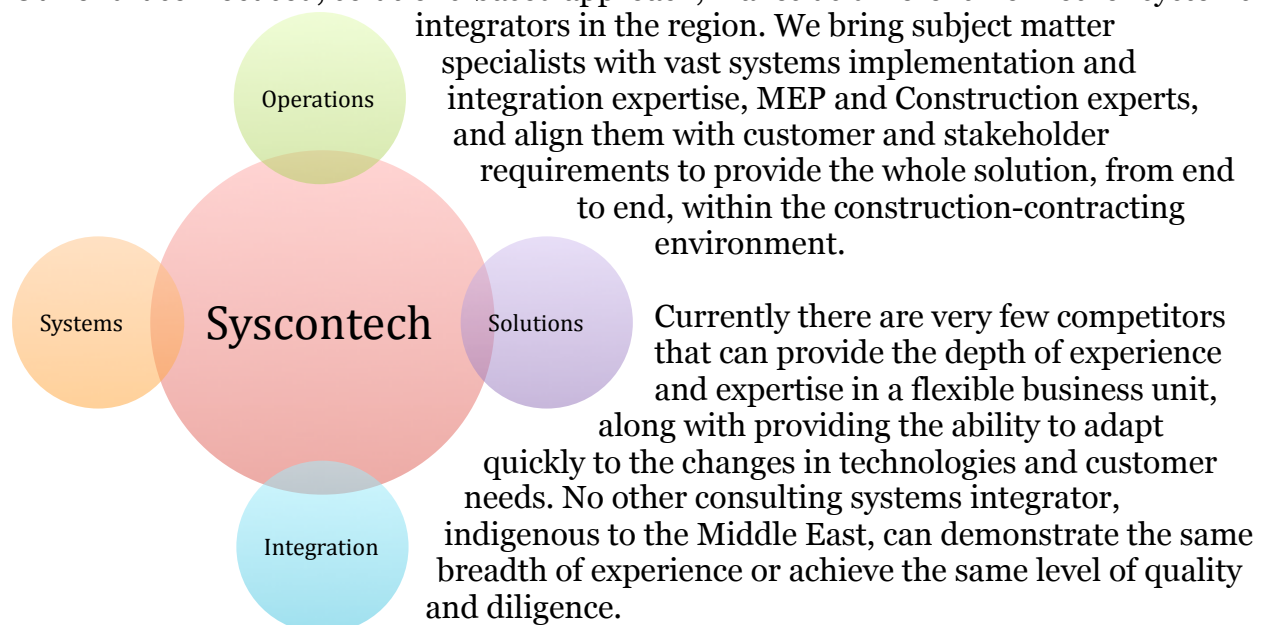 integrators in the region. We bring subject matter
specialists with vast systems implementation and
integration expertise, MEP and Construction experts,
and align them with customer and stakeholder
requirements to provide the whole solution, from end
to end, within the construction-contracting
environment.
Currently there are very few competitors
that can provide the depth of experience
and expertise in a flexible business unit,
along with providing the ability to adapt
quickly to the changes in technologies and customer
needs. No other consulting systems integrator,
indigenous to the Middle East, can demonstrate the same
breadth of experience or achieve the same level of quality
and diligence.
Operations
Systems
Syscontech
Solutions
Integration